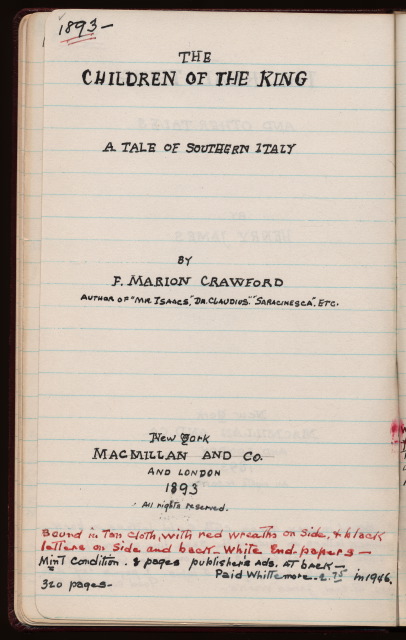 1893-
THE
CHILDREN OF THE KING
A TALE OF SOUTHERN ITALY
BY
F. MARION CRAWFORD
AUTHOR OF "MR. ISAACS," "DR. CLAUDIUS." "SARACINESCA". ETC.
New York
MACMILLAN AND CO.
AND LONDON
1893
All rights reserved.
Bound in Tan cloth, with red wreaths on side, & black
letters on side and back - White End-papers -
Mint condition. 8 pages publisher's ads. at back -
Paid Whittemore - 2.75 in 1946.
320 pages -